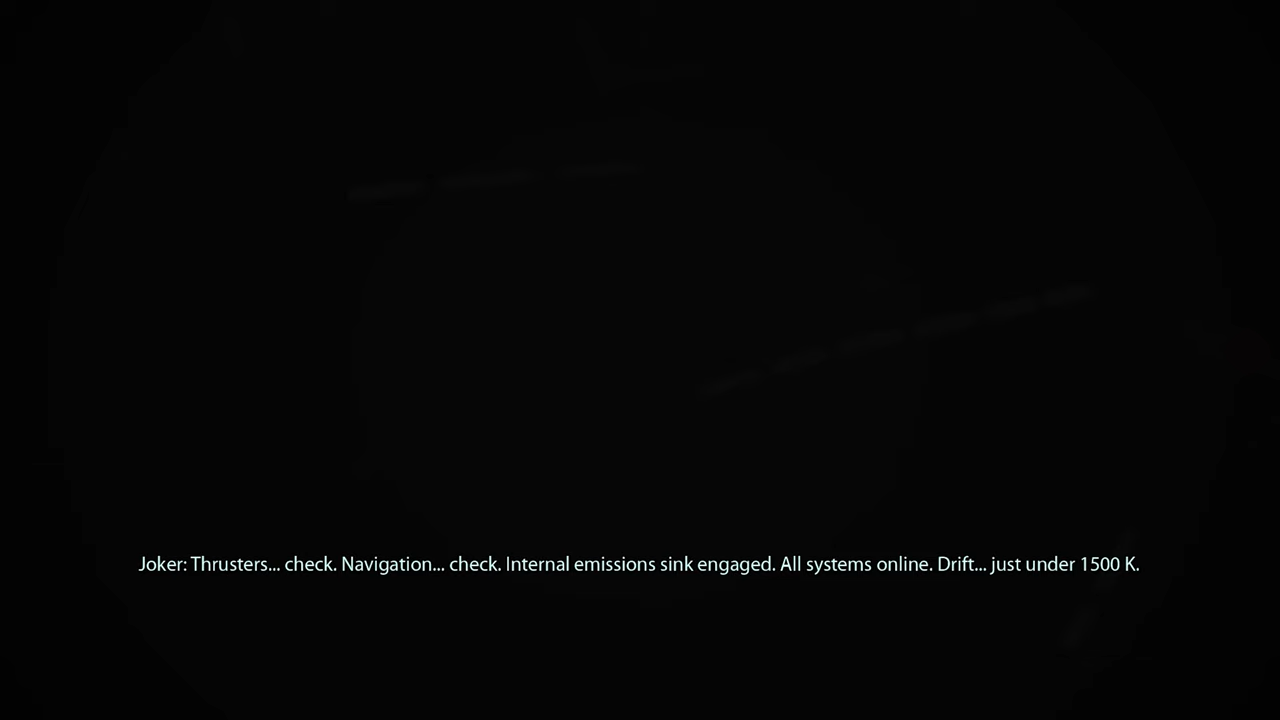 Joker: Thrusters... check. Navigation... check. Internal emissions sink engaged. All systems online. Drift... just under 1500 K.